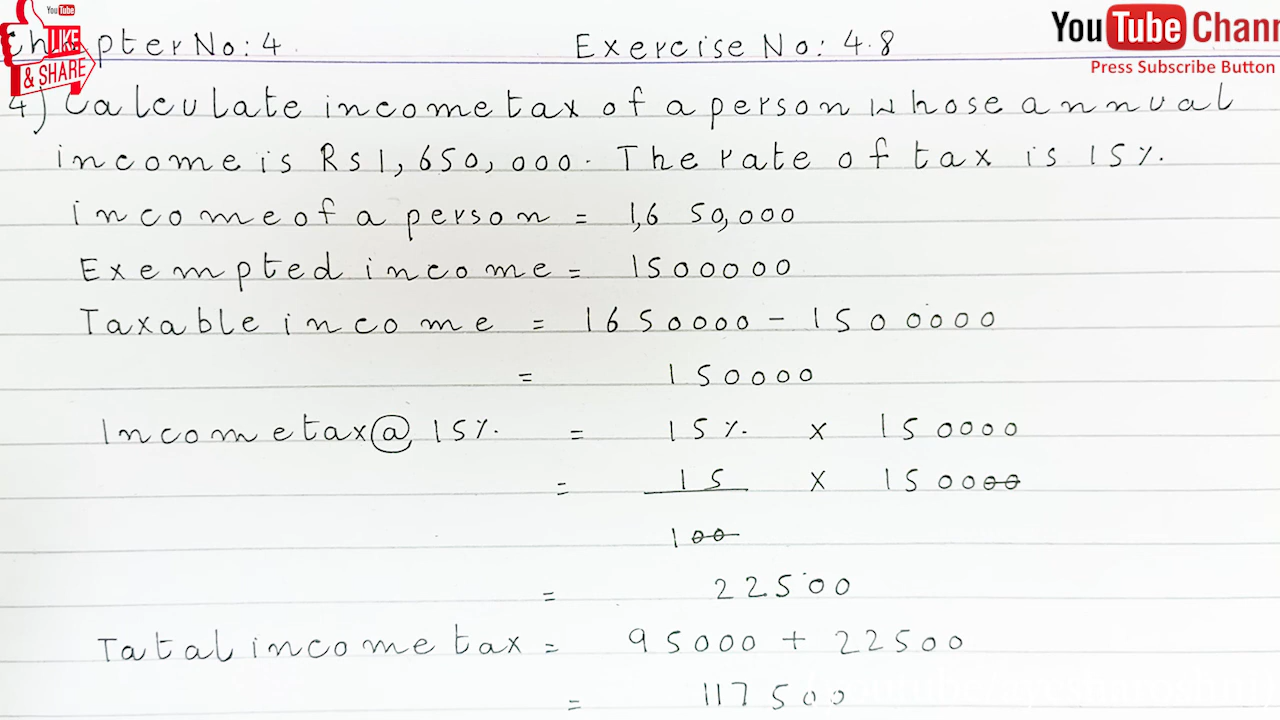 YouTube
LIKE
& SHARE
YouTube Chann
Press Subscribe Button
Chapter No: 4 Exercise No: 4.8
4) Calculate income tax of a person whose annual
income is Rs 1,650,000. The rate of tax is 15%.
income of a person = 1,650,000
Exempted income = 1500000
Taxable income = 1650000 - 1500000
= 150000
Income tax @ 15% = 15% x 150000
= 15 x 150000
100
= 22500
Tatal income tax = 95000 + 22500
= 117500